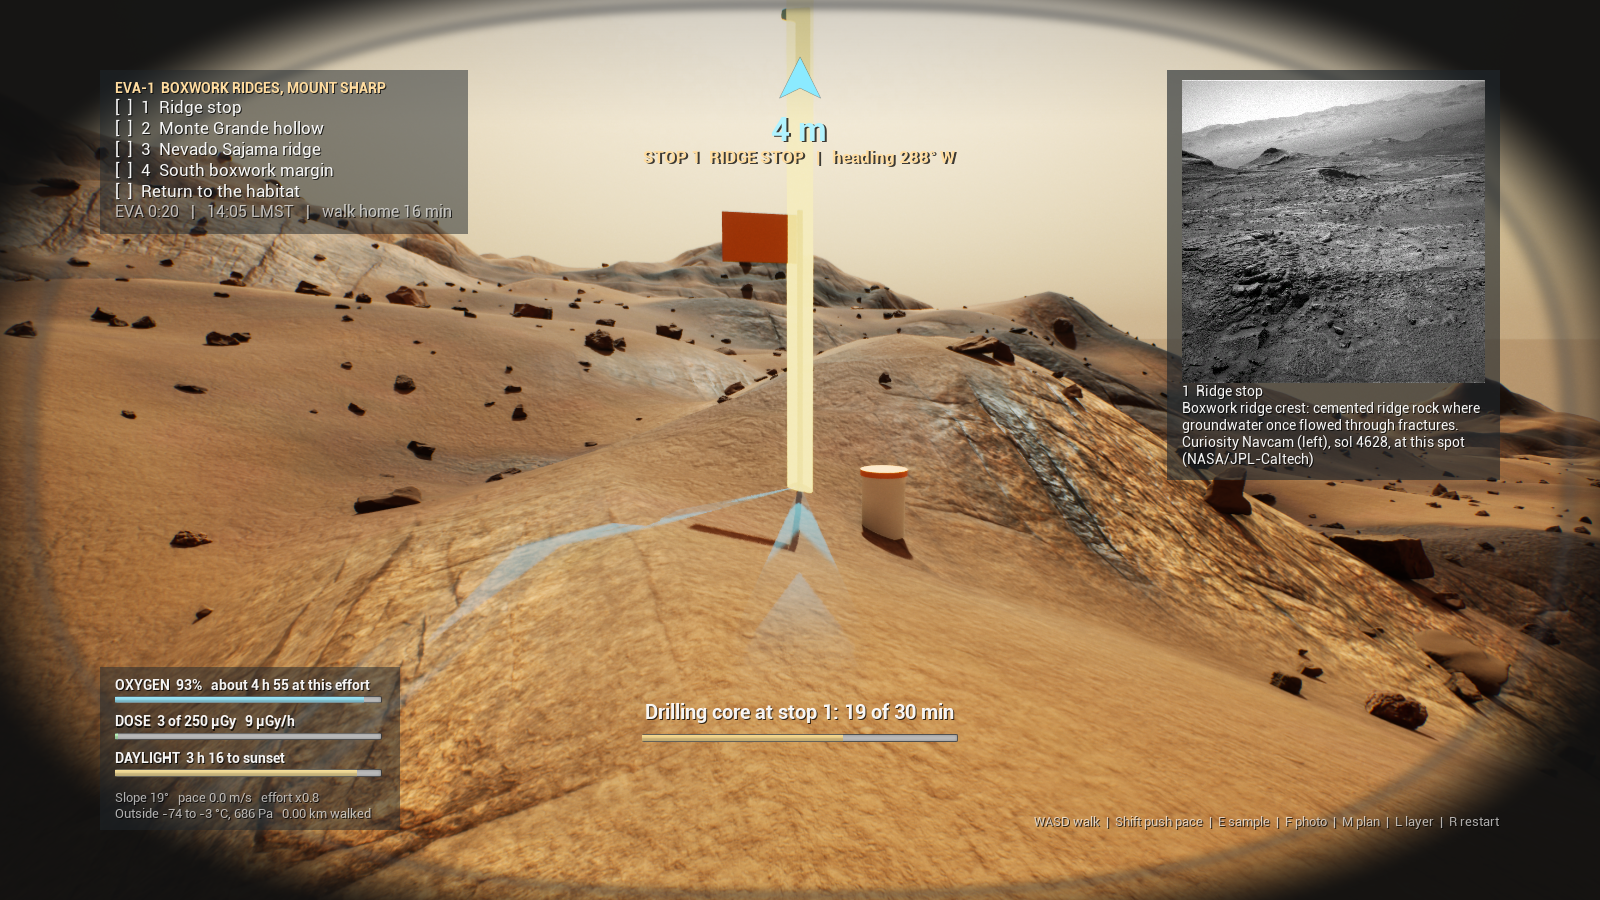 EVA-1 BOXWORK RIDGES, MOUNT SHARP
[ ] 1 Ridge stop
[ ] 2 Monte Grande hollow
[ ] 3 Nevado Sajama ridge
[ ] 4 South boxwork margin
[ ] Return to the habitat
EVA 0:20 | 14:05 LMST | walk home 16 min
4 m
STOP 1 RIDGE STOP | heading 288° W
1 Ridge stop
Boxwork ridge crest: cemented ridge rock where
groundwater once flowed through fractures.
Curiosity Navcam (left), sol 4628, at this spot
(NASA/JPL-Caltech)
OXYGEN 93% about 4 h 55 at this effort
DOSE 3 of 250 µGy 9 µGy/h
DAYLIGHT 3 h 16 to sunset
Slope 19° pace 0.0 m/s effort x0.8
Outside -74 to -3 °C, 686 Pa 0.00 km walked
Drilling core at stop 1: 19 of 30 min
WASD walk | Shift push pace | E sample | F photo | M plan | L layer | R restart